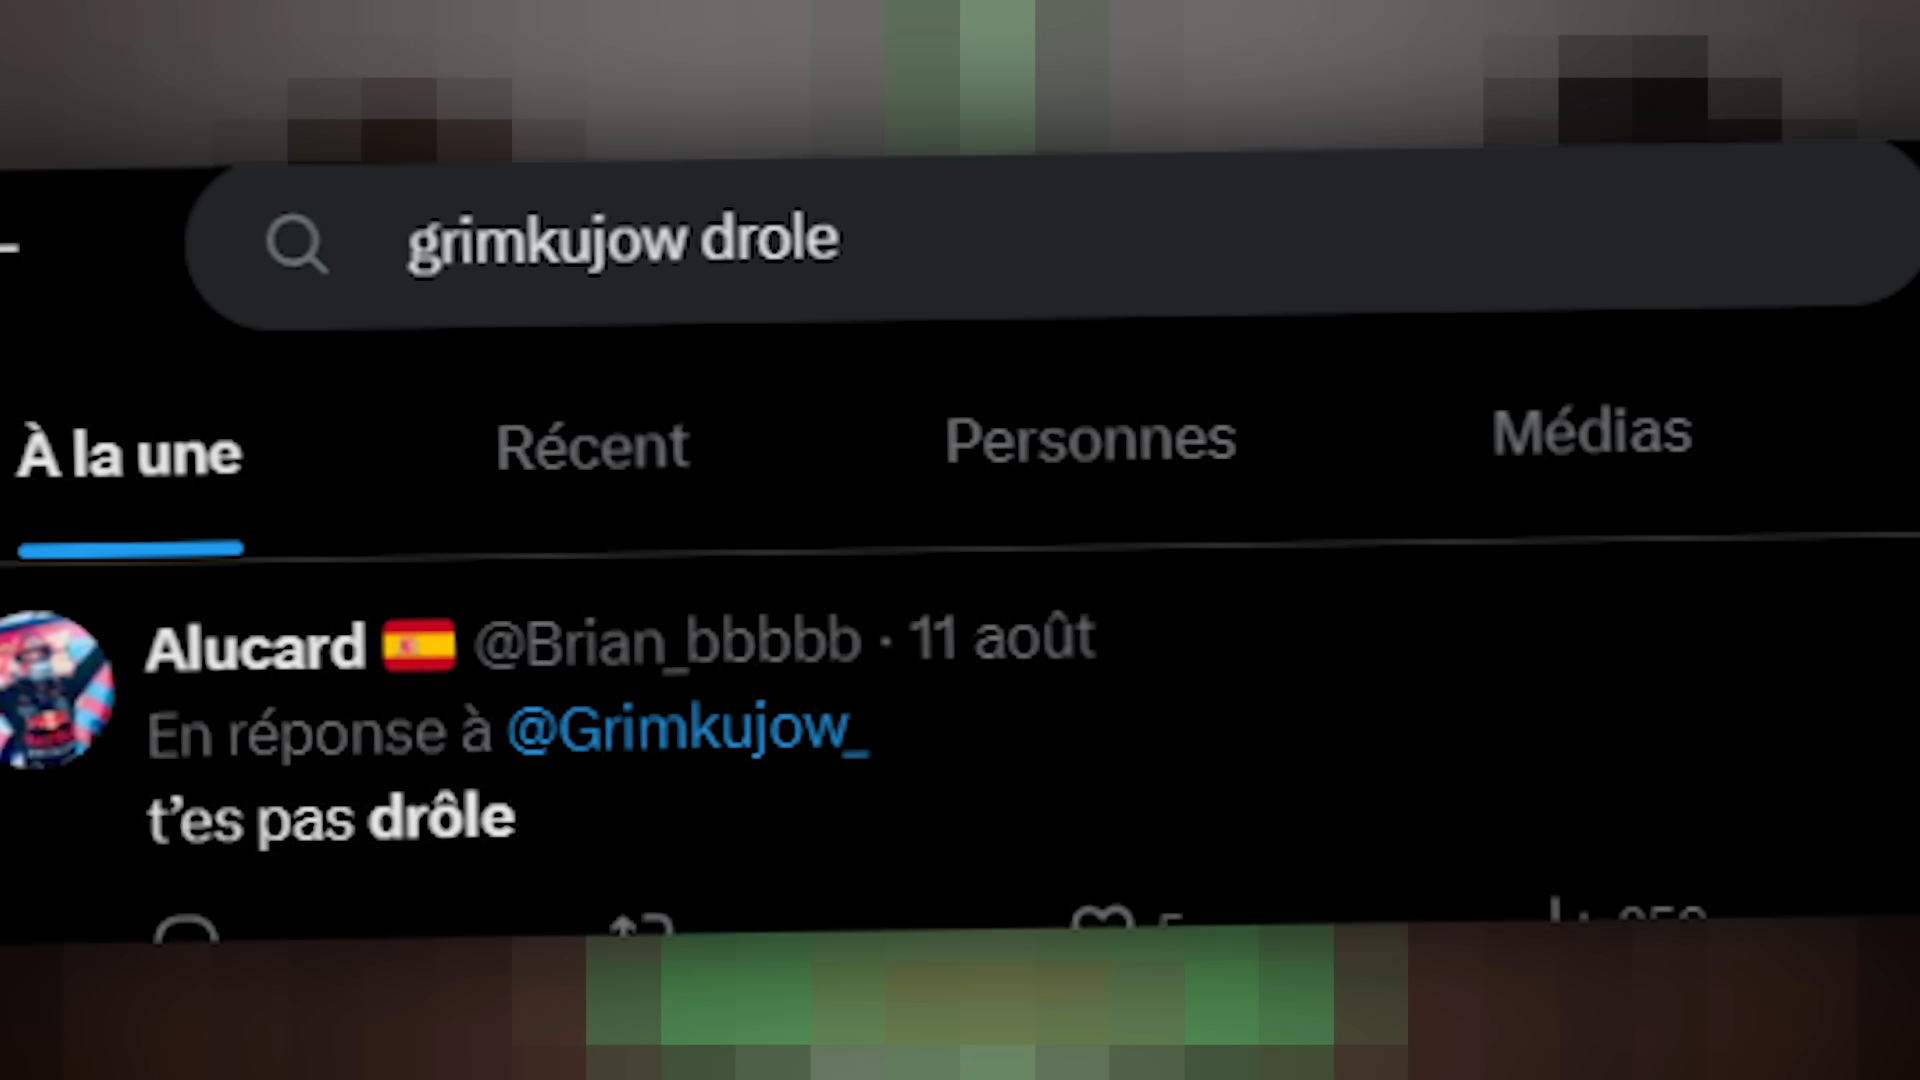 grimkujow drole
À la une
Récent
Personnes
Médias
Alucard 🇪🇸 @Brian_bbbbb · 11 août
En réponse à @Grimkujow_
t’es pas drôle